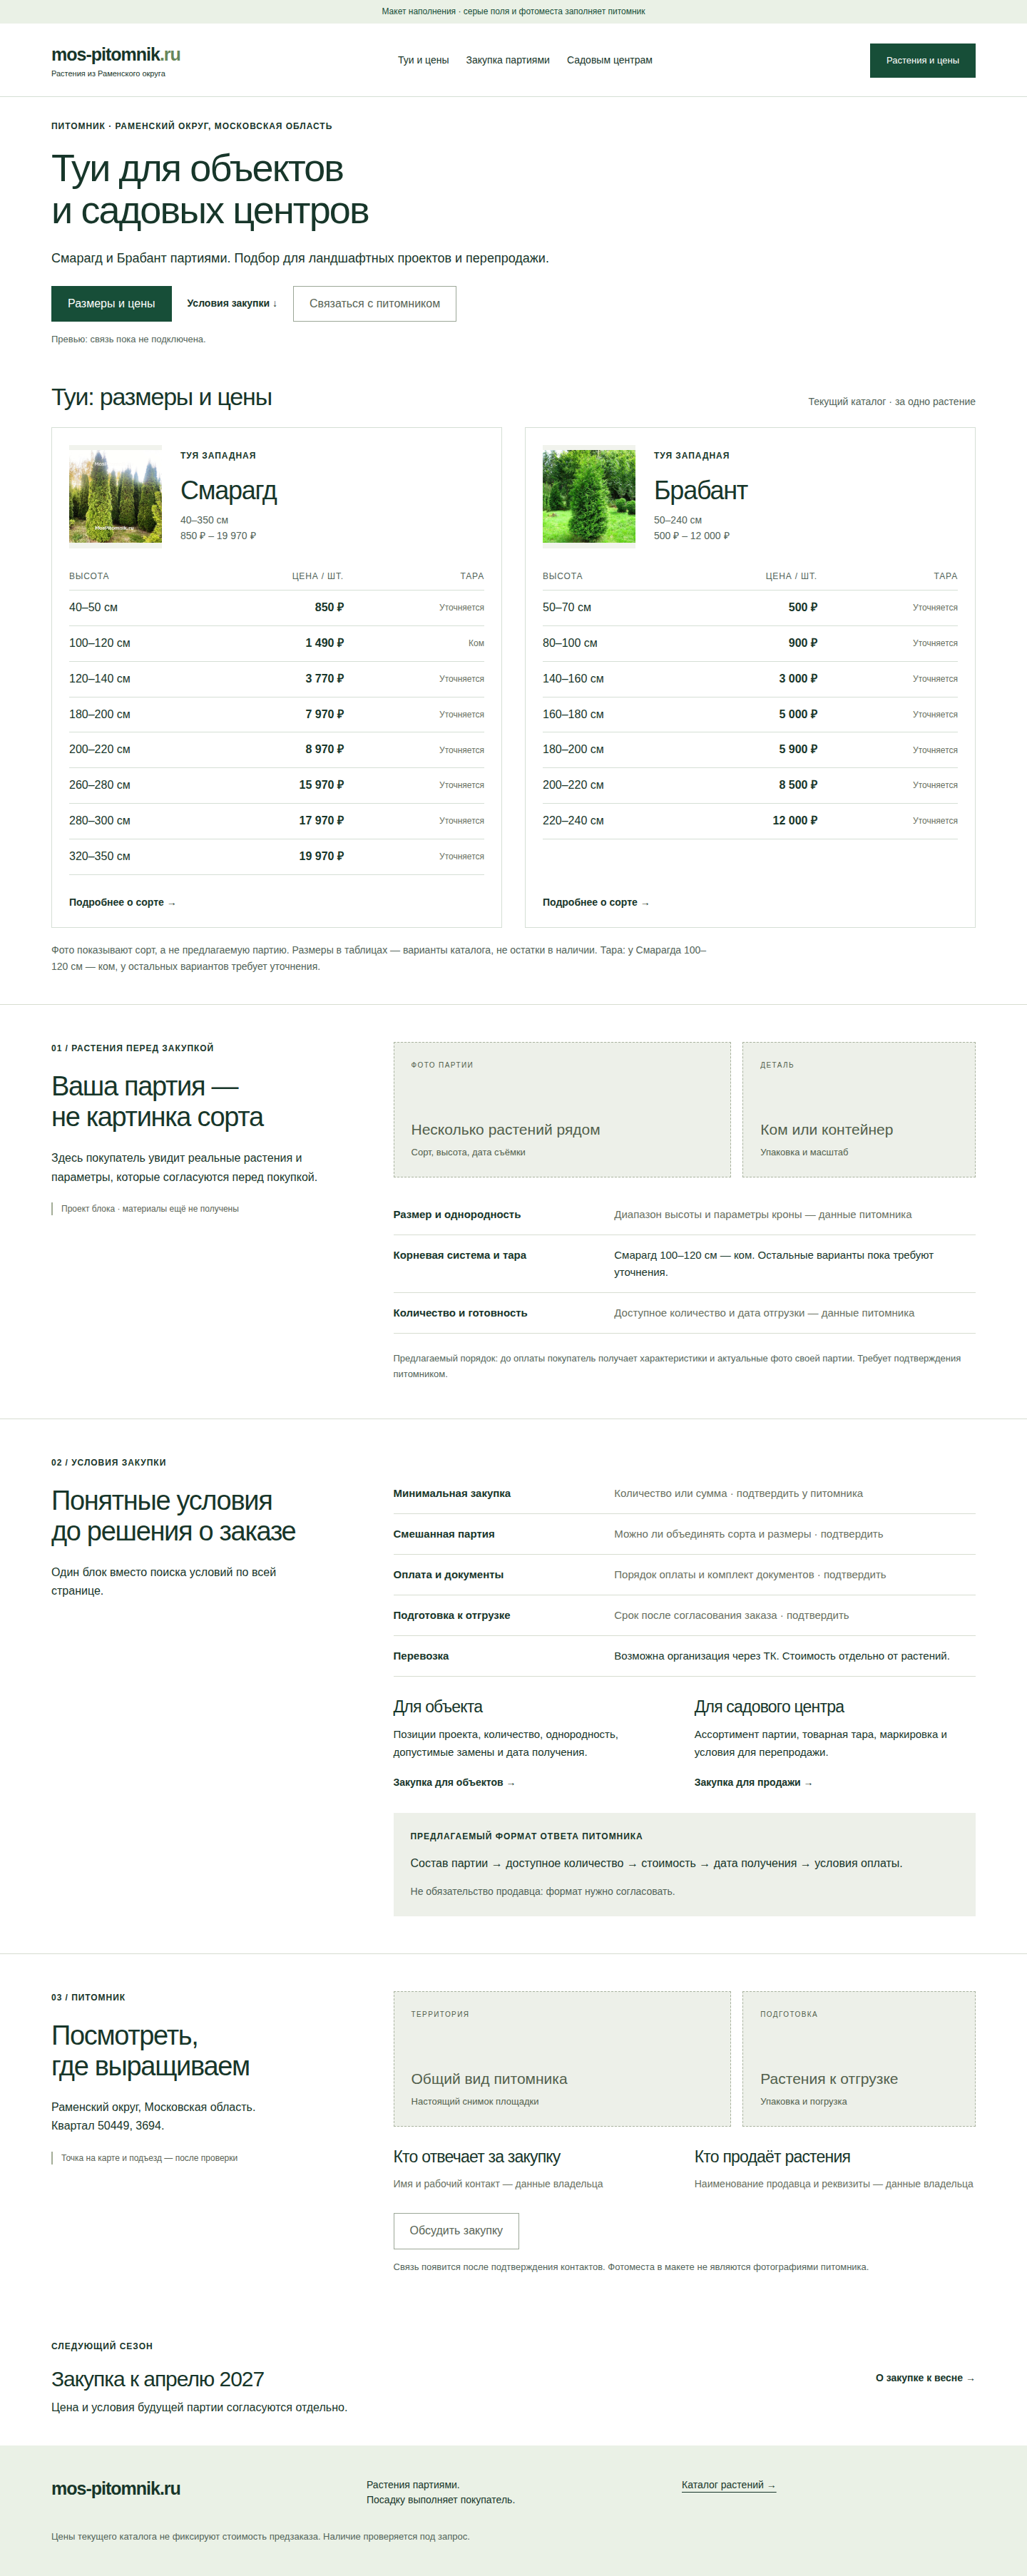 Макет наполнения · серые поля и фотоместа заполняет питомник
mos-pitomnik.ru
Растения из Раменского округа
Туи и цены
Закупка партиями
Садовым центрам
Растения и цены
ПИТОМНИК · РАМЕНСКИЙ ОКРУГ, МОСКОВСКАЯ ОБЛАСТЬ
Туи для объектов
и садовых центров
Смарагд и Брабант партиями. Подбор для ландшафтных проектов и перепродажи.
Размеры и цены
Условия закупки ↓
Связаться с питомником
Превью: связь пока не подключена.
Туи: размеры и цены
Текущий каталог · за одно растение
ТУЯ ЗАПАДНАЯ
Смарагд
40–350 см
850 ₽ – 19 970 ₽
ВЫСОТА ЦЕНА / ШТ. ТАРА
40–50 см 850 ₽ Уточняется
100–120 см 1 490 ₽ Ком
120–140 см 3 770 ₽ Уточняется
180–200 см 7 970 ₽ Уточняется
200–220 см 8 970 ₽ Уточняется
260–280 см 15 970 ₽ Уточняется
280–300 см 17 970 ₽ Уточняется
320–350 см 19 970 ₽ Уточняется
Подробнее о сорте →
ТУЯ ЗАПАДНАЯ
Брабант
50–240 см
500 ₽ – 12 000 ₽
ВЫСОТА ЦЕНА / ШТ. ТАРА
50–70 см 500 ₽ Уточняется
80–100 см 900 ₽ Уточняется
140–160 см 3 000 ₽ Уточняется
160–180 см 5 000 ₽ Уточняется
180–200 см 5 900 ₽ Уточняется
200–220 см 8 500 ₽ Уточняется
220–240 см 12 000 ₽ Уточняется
Подробнее о сорте →
Фото показывают сорт, а не предлагаемую партию. Размеры в таблицах — варианты каталога, не остатки в наличии. Тара: у Смарагда 100–
120 см — ком, у остальных вариантов требует уточнения.
01 / РАСТЕНИЯ ПЕРЕД ЗАКУПКОЙ
Ваша партия —
не картинка сорта
Здесь покупатель увидит реальные растения и
параметры, которые согласуются перед покупкой.
Проект блока · материалы ещё не получены
ФОТО ПАРТИИ
Несколько растений рядом
Сорт, высота, дата съёмки
ДЕТАЛЬ
Ком или контейнер
Упаковка и масштаб
Размер и однородность
Диапазон высоты и параметры кроны — данные питомника
Корневая система и тара
Смарагд 100–120 см — ком. Остальные варианты пока требуют
уточнения.
Количество и готовность
Доступное количество и дата отгрузки — данные питомника
Предлагаемый порядок: до оплаты покупатель получает характеристики и актуальные фото своей партии. Требует подтверждения
питомником.
02 / УСЛОВИЯ ЗАКУПКИ
Понятные условия
до решения о заказе
Один блок вместо поиска условий по всей
странице.
Минимальная закупка
Количество или сумма · подтвердить у питомника
Смешанная партия
Можно ли объединять сорта и размеры · подтвердить
Оплата и документы
Порядок оплаты и комплект документов · подтвердить
Подготовка к отгрузке
Срок после согласования заказа · подтвердить
Перевозка
Возможна организация через ТК. Стоимость отдельно от растений.
Для объекта
Позиции проекта, количество, однородность,
допустимые замены и дата получения.
Закупка для объектов →
Для садового центра
Ассортимент партии, товарная тара, маркировка и
условия для перепродажи.
Закупка для продажи →
ПРЕДЛАГАЕМЫЙ ФОРМАТ ОТВЕТА ПИТОМНИКА
Состав партии → доступное количество → стоимость → дата получения → условия оплаты.
Не обязательство продавца: формат нужно согласовать.
03 / ПИТОМНИК
Посмотреть,
где выращиваем
Раменский округ, Московская область.
Квартал 50449, 3694.
Точка на карте и подъезд — после проверки
ТЕРРИТОРИЯ
Общий вид питомника
Настоящий снимок площадки
ПОДГОТОВКА
Растения к отгрузке
Упаковка и погрузка
Кто отвечает за закупку
Имя и рабочий контакт — данные владельца
Кто продаёт растения
Наименование продавца и реквизиты — данные владельца
Обсудить закупку
Связь появится после подтверждения контактов. Фотоместа в макете не являются фотографиями питомника.
СЛЕДУЮЩИЙ СЕЗОН
Закупка к апрелю 2027
Цена и условия будущей партии согласуются отдельно.
О закупке к весне →
mos-pitomnik.ru
Растения партиями.
Посадку выполняет покупатель.
Каталог растений →
Цены текущего каталога не фиксируют стоимость предзаказа. Наличие проверяется под запрос.